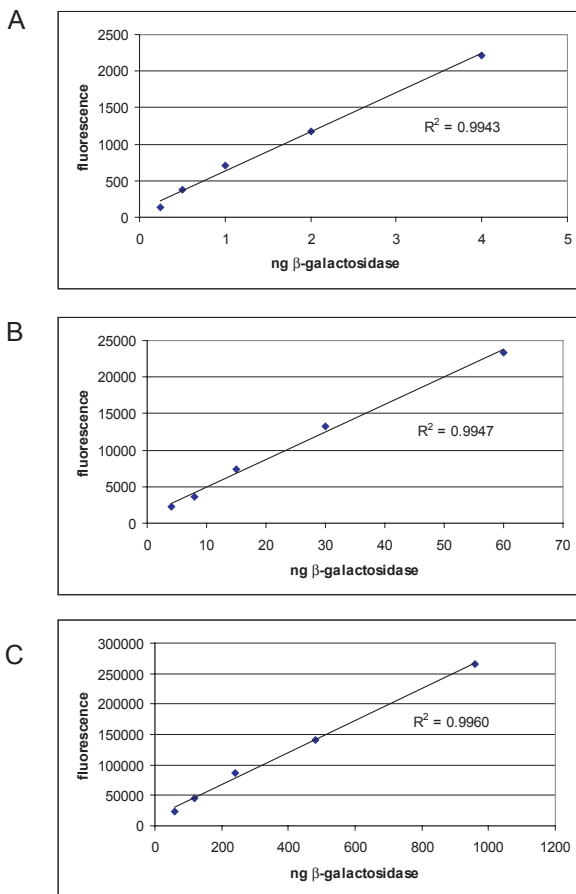 A
2500
2000
1500
1000
500
0
fluorescence
R² = 0.9943
0 1 2 3 4 5
ng β-galactosidase
B
25000
20000
15000
10000
5000
0
fluorescence
R² = 0.9947
0 10 20 30 40 50 60 70
ng β-galactosidase
C
300000
250000
200000
150000
100000
50000
0
fluorescence
R² = 0.9960
0 200 400 600 800 1000 1200
ng β-galactosidase